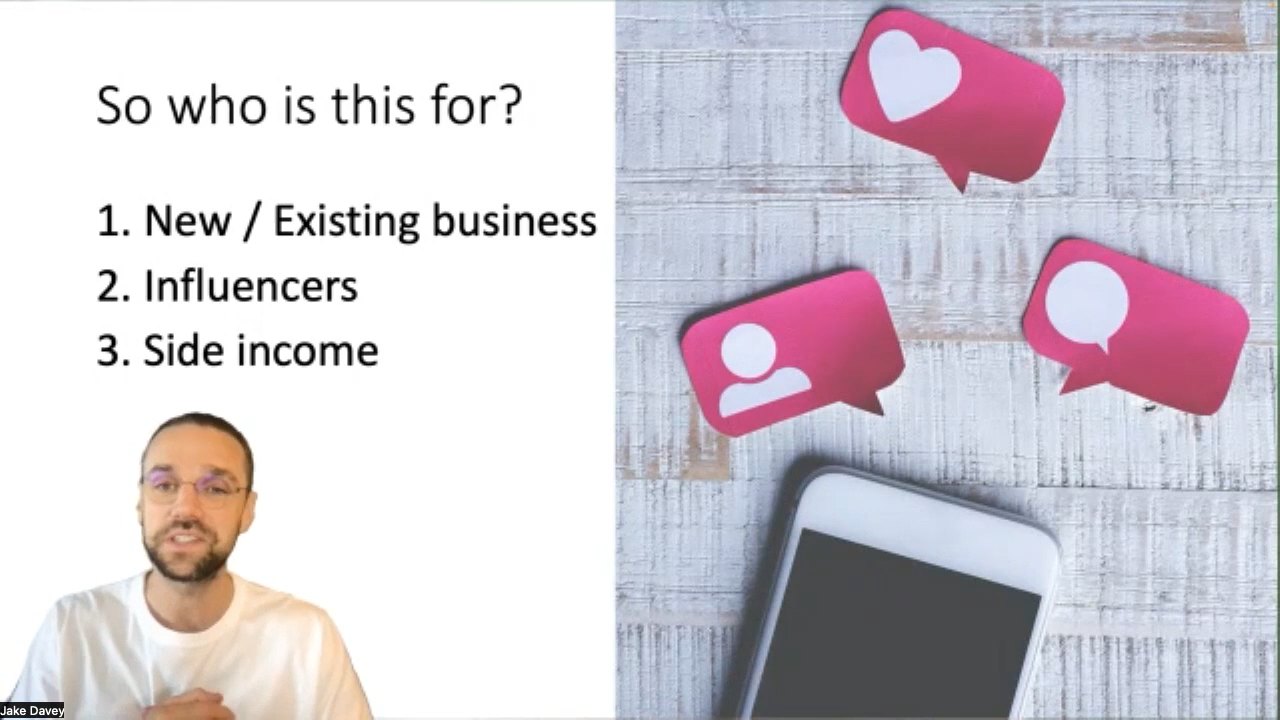 So who is this for?
1. New / Existing business
2. Influencers
3. Side income
Jake Davey